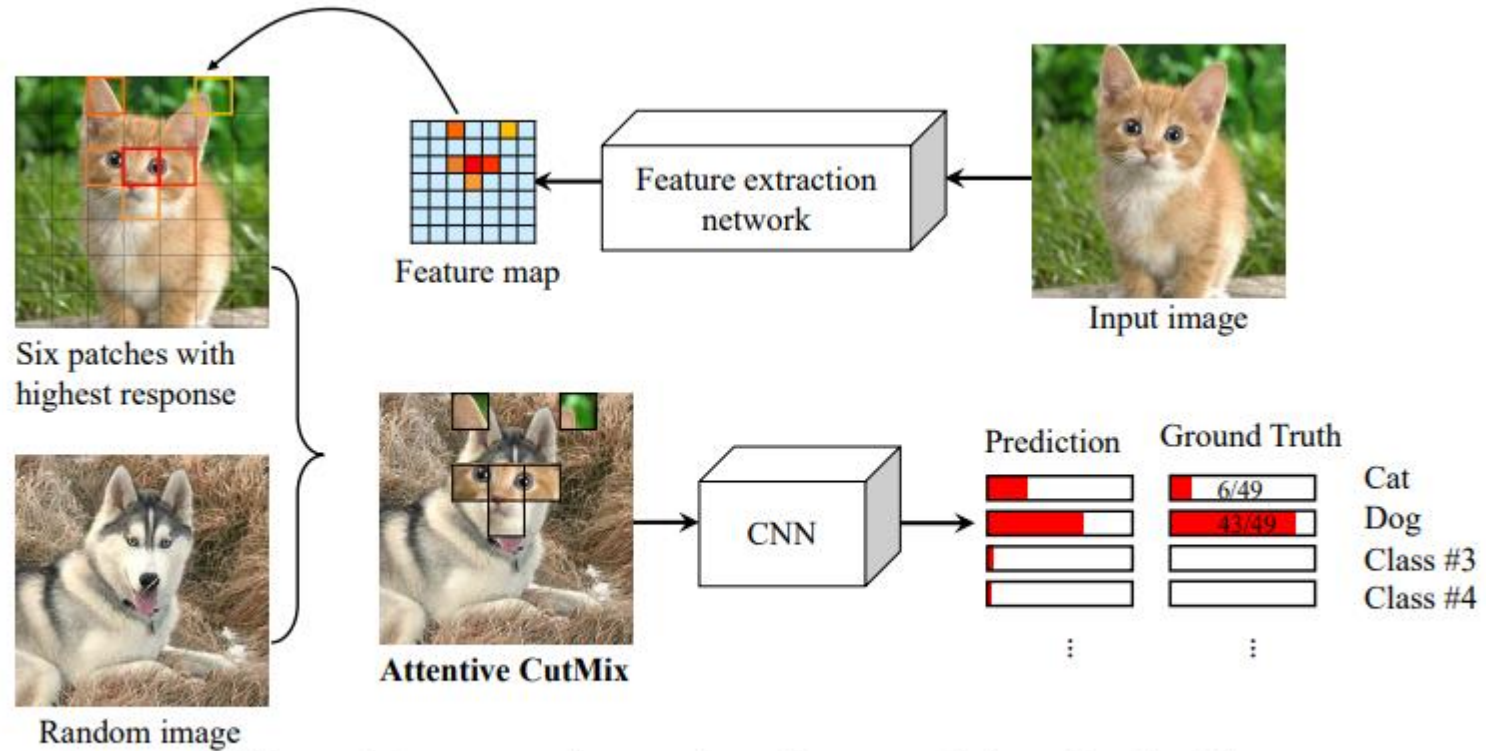 Feature extraction
network
Feature map
Input image
Six patches with
highest response
Random image
Attentive CutMix
CNN
Prediction
Ground Truth
6/49
Cat
43/49
Dog
Class #3
Class #4
⋮
⋮